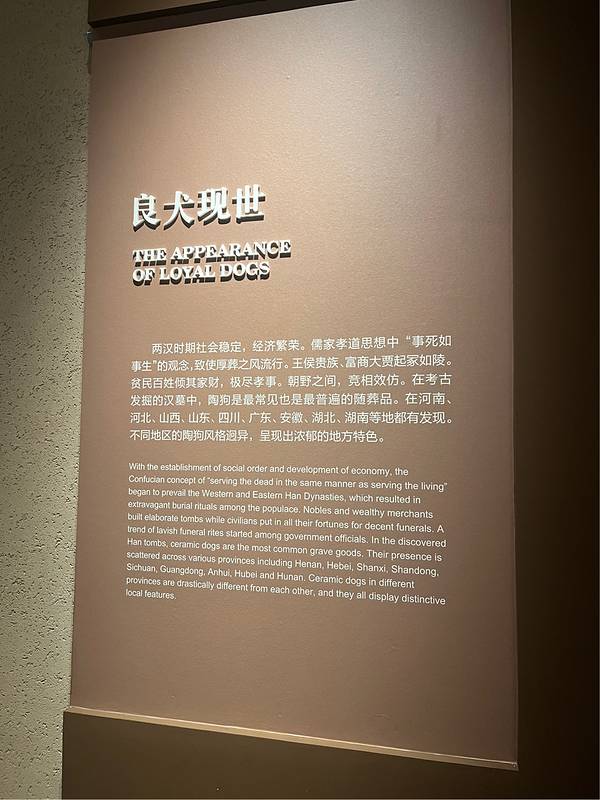 良犬现世
THE APPEARANCE
OF LOYAL DOGS
两汉时期社会稳定，经济繁荣。儒家孝道思想中“事死如
事生”的观念，致使厚葬之风流行。王侯贵族、富商大贾起冢如陵。
贫民百姓倾其家财，极尽孝事。朝野之间，竞相效仿。在考古
发掘的汉墓中，陶狗是最常见也是最普遍的随葬品。在河南、
河北、山西、山东、四川、广东、安徽、湖北、湖南等地都有发现。
不同地区的陶狗风格迥异，呈现出浓郁的地方特色。
With the establishment of social order and development of economy, the
Confucian concept of “serving the dead in the same manner as serving the living”
began to prevail the Western and Eastern Han Dynasties, which resulted in
extravagant burial rituals among the populace. Nobles and wealthy merchants
built elaborate tombs while civilians put in all their fortunes for decent funerals. A
trend of lavish funeral rites started among government officials. In the discovered
Han tombs, ceramic dogs are the most common grave goods. Their presence is
scattered across various provinces including Henan, Hebei, Shanxi, Shandong,
Sichuan, Guangdong, Anhui, Hubei and Hunan. Ceramic dogs in different
provinces are drastically different from each other, and they all display distinctive
local features.